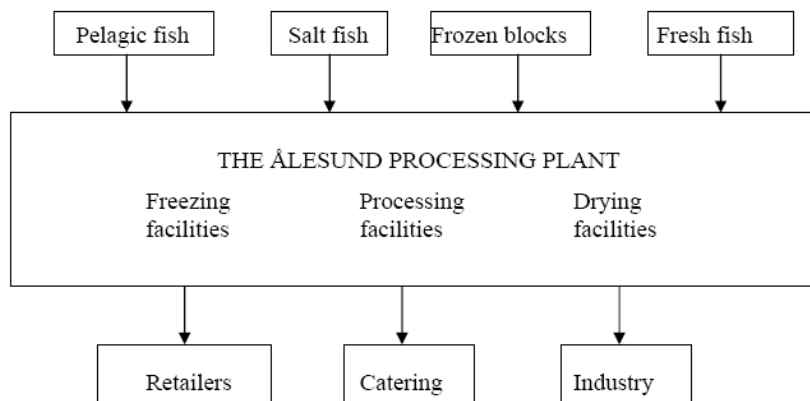 Pelagic fish
Salt fish
Frozen blocks
Fresh fish
THE ÅLESUND PROCESSING PLANT
Freezing facilities
Processing facilities
Drying facilities
Retailers
Catering
Industry